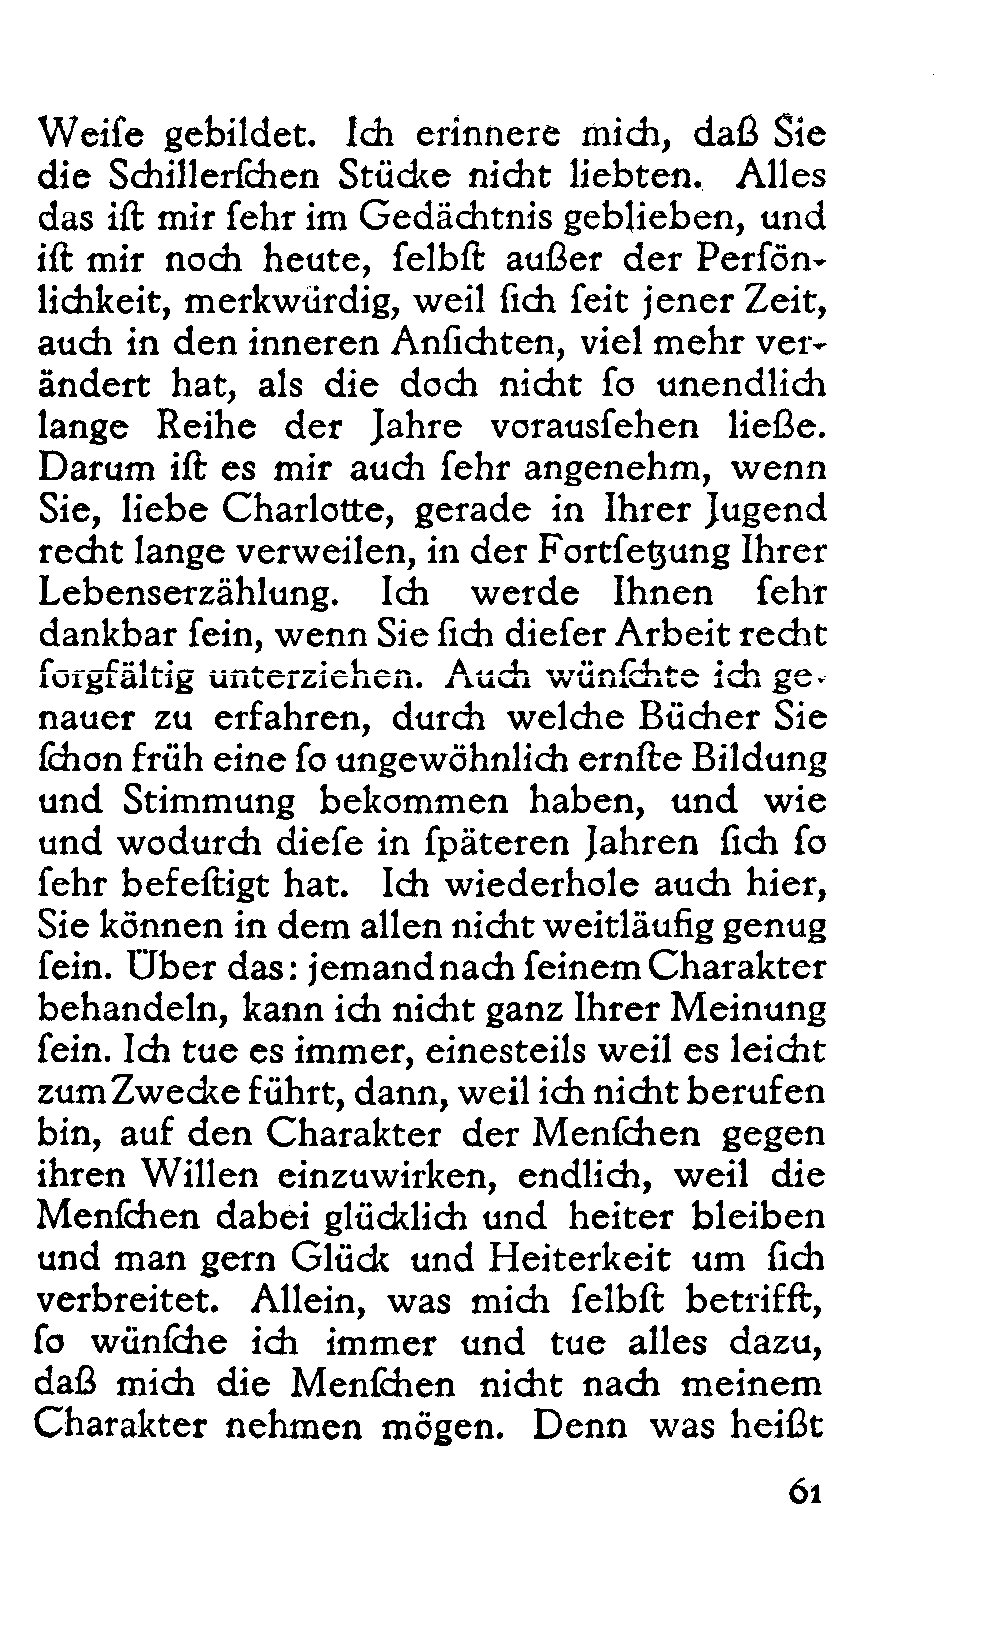 Weiſe gebildet. Ich erinnere mich, daß Sie
die Schillerſchen Stücke nicht liebten. Alles
das iſt mir ſehr im Gedächtnis geblieben, und
iſt mir noch heute, ſelbſt außer der Perſön-
lichkeit, merkwürdig, weil ſich ſeit jener Zeit,
auch in den inneren Anſichten, viel mehr ver-
ändert hat, als die doch nicht ſo unendlich
lange Reihe der Jahre vorausſehen ließe.
Darum iſt es mir auch ſehr angenehm, wenn
Sie, liebe Charlotte, gerade in Ihrer Jugend
recht lange verweilen, in der Fortſetzung Ihrer
Lebenserzählung. Ich werde Ihnen ſehr
dankbar ſein, wenn Sie ſich dieſer Arbeit recht
ſorgfältig unterziehen. Auch wünſchte ich ge-
nauer zu erfahren, durch welche Bücher Sie
ſchon früh eine ſo ungewöhnlich ernſte Bildung
und Stimmung bekommen haben, und wie
und wodurch dieſe in ſpäteren Jahren ſich ſo
ſehr befeſtigt hat. Ich wiederhole auch hier,
Sie können in dem allen nicht weitläufig genug
ſein. Über das: jemand nach ſeinem Charakter
behandeln, kann ich nicht ganz Ihrer Meinung
ſein. Ich tue es immer, einesteils weil es leicht
zum Zwecke führt, dann, weil ich nicht berufen
bin, auf den Charakter der Menſchen gegen
ihren Willen einzuwirken, endlich, weil die
Menſchen dabei glücklich und heiter bleiben
und man gern Glück und Heiterkeit um ſich
verbreitet. Allein, was mich ſelbſt betrifft,
ſo wünſche ich immer und tue alles dazu,
daß mich die Menſchen nicht nach meinem
Charakter nehmen mögen. Denn was heißt
61